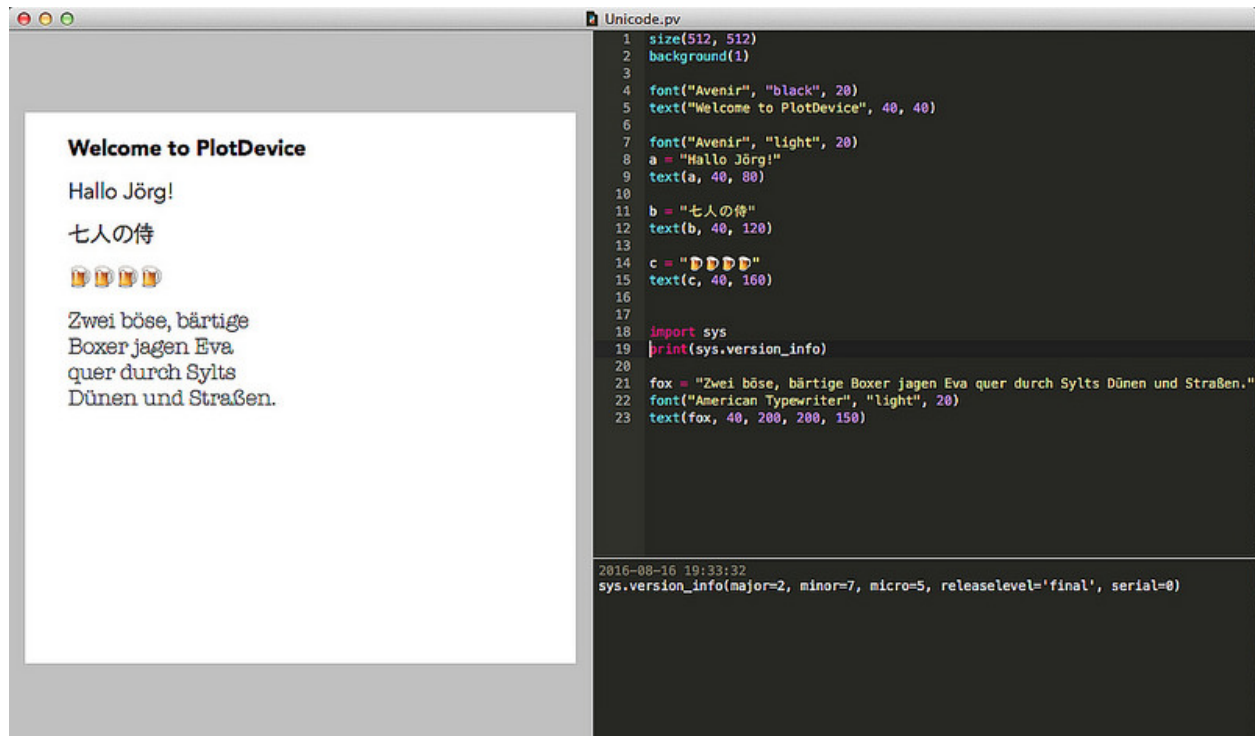 Unicode.pv
Welcome to PlotDevice
Hallo Jörg!
七人の侍
🍺🍺🍺🍺
Zwei böse, bärtige
Boxer jagen Eva
quer durch Sylts
Dünen und Straßen.
1 size(512, 512)
2 background(1)
3
4 font("Avenir", "black", 20)
5 text("Welcome to PlotDevice", 40, 40)
6
7 font("Avenir", "light", 20)
8 a = "Hallo Jörg!"
9 text(a, 40, 80)
10
11 b = "七人の侍"
12 text(b, 40, 120)
13
14 c = "🍺🍺🍺🍺"
15 text(c, 40, 160)
16
17
18 import sys
19 print(sys.version_info)
20
21 fox = "Zwei böse, bärtige Boxer jagen Eva quer durch Sylts Dünen und Straßen."
22 font("American Typewriter", "light", 20)
23 text(fox, 40, 200, 200, 150)
2016-08-16 19:33:32
sys.version_info(major=2, minor=7, micro=5, releaselevel='final', serial=0)